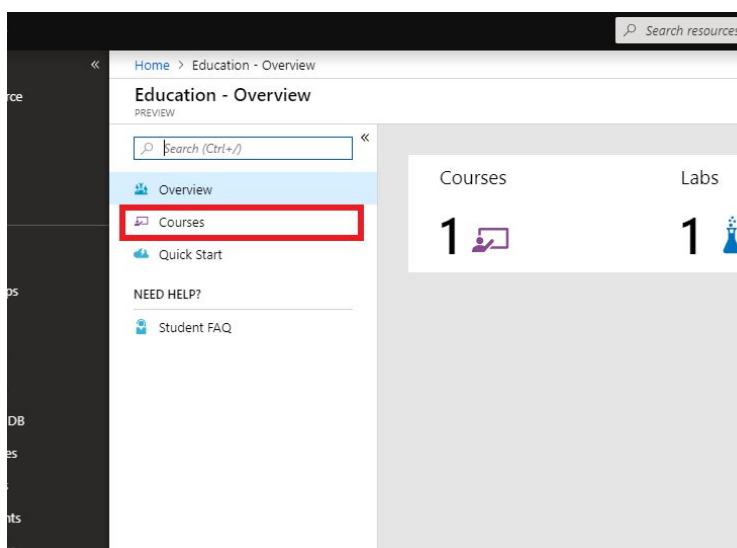 Search resources
« Home > Education - Overview
Education - Overview
PREVIEW
Search (Ctrl+/) «
Overview
Courses
Quick Start
NEED HELP?
Student FAQ
Courses
1
Labs
1
DB